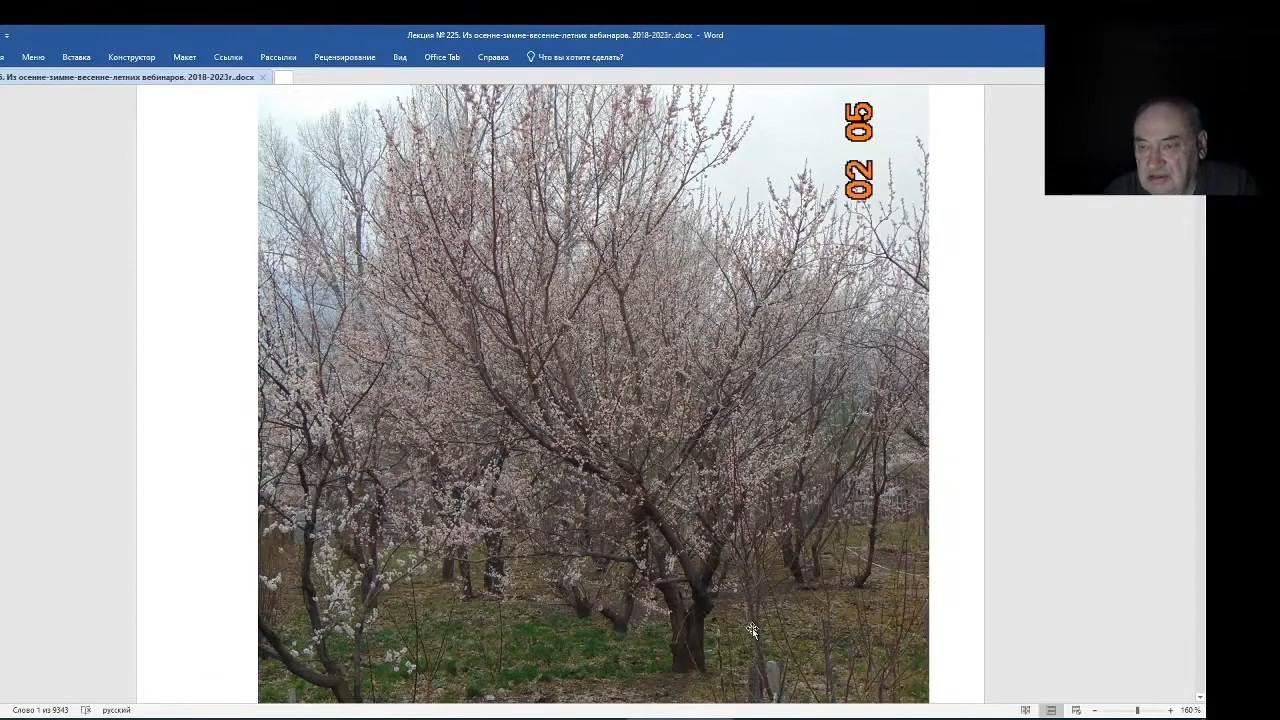 Лекция № 225. Из осенне-зимне-весенне-летних вебинаров. 2018-2023г..docx - Word
я Меню Вставка Конструктор Макет Ссылки Рассылки Рецензирование Вид Office Tab Справка Что вы хотите сделать?
5. Из осенне-зимне-весенне-летних вебинаров. 2018-2023г..docx
02 05
Слово 1 из 9343 русский 160 %